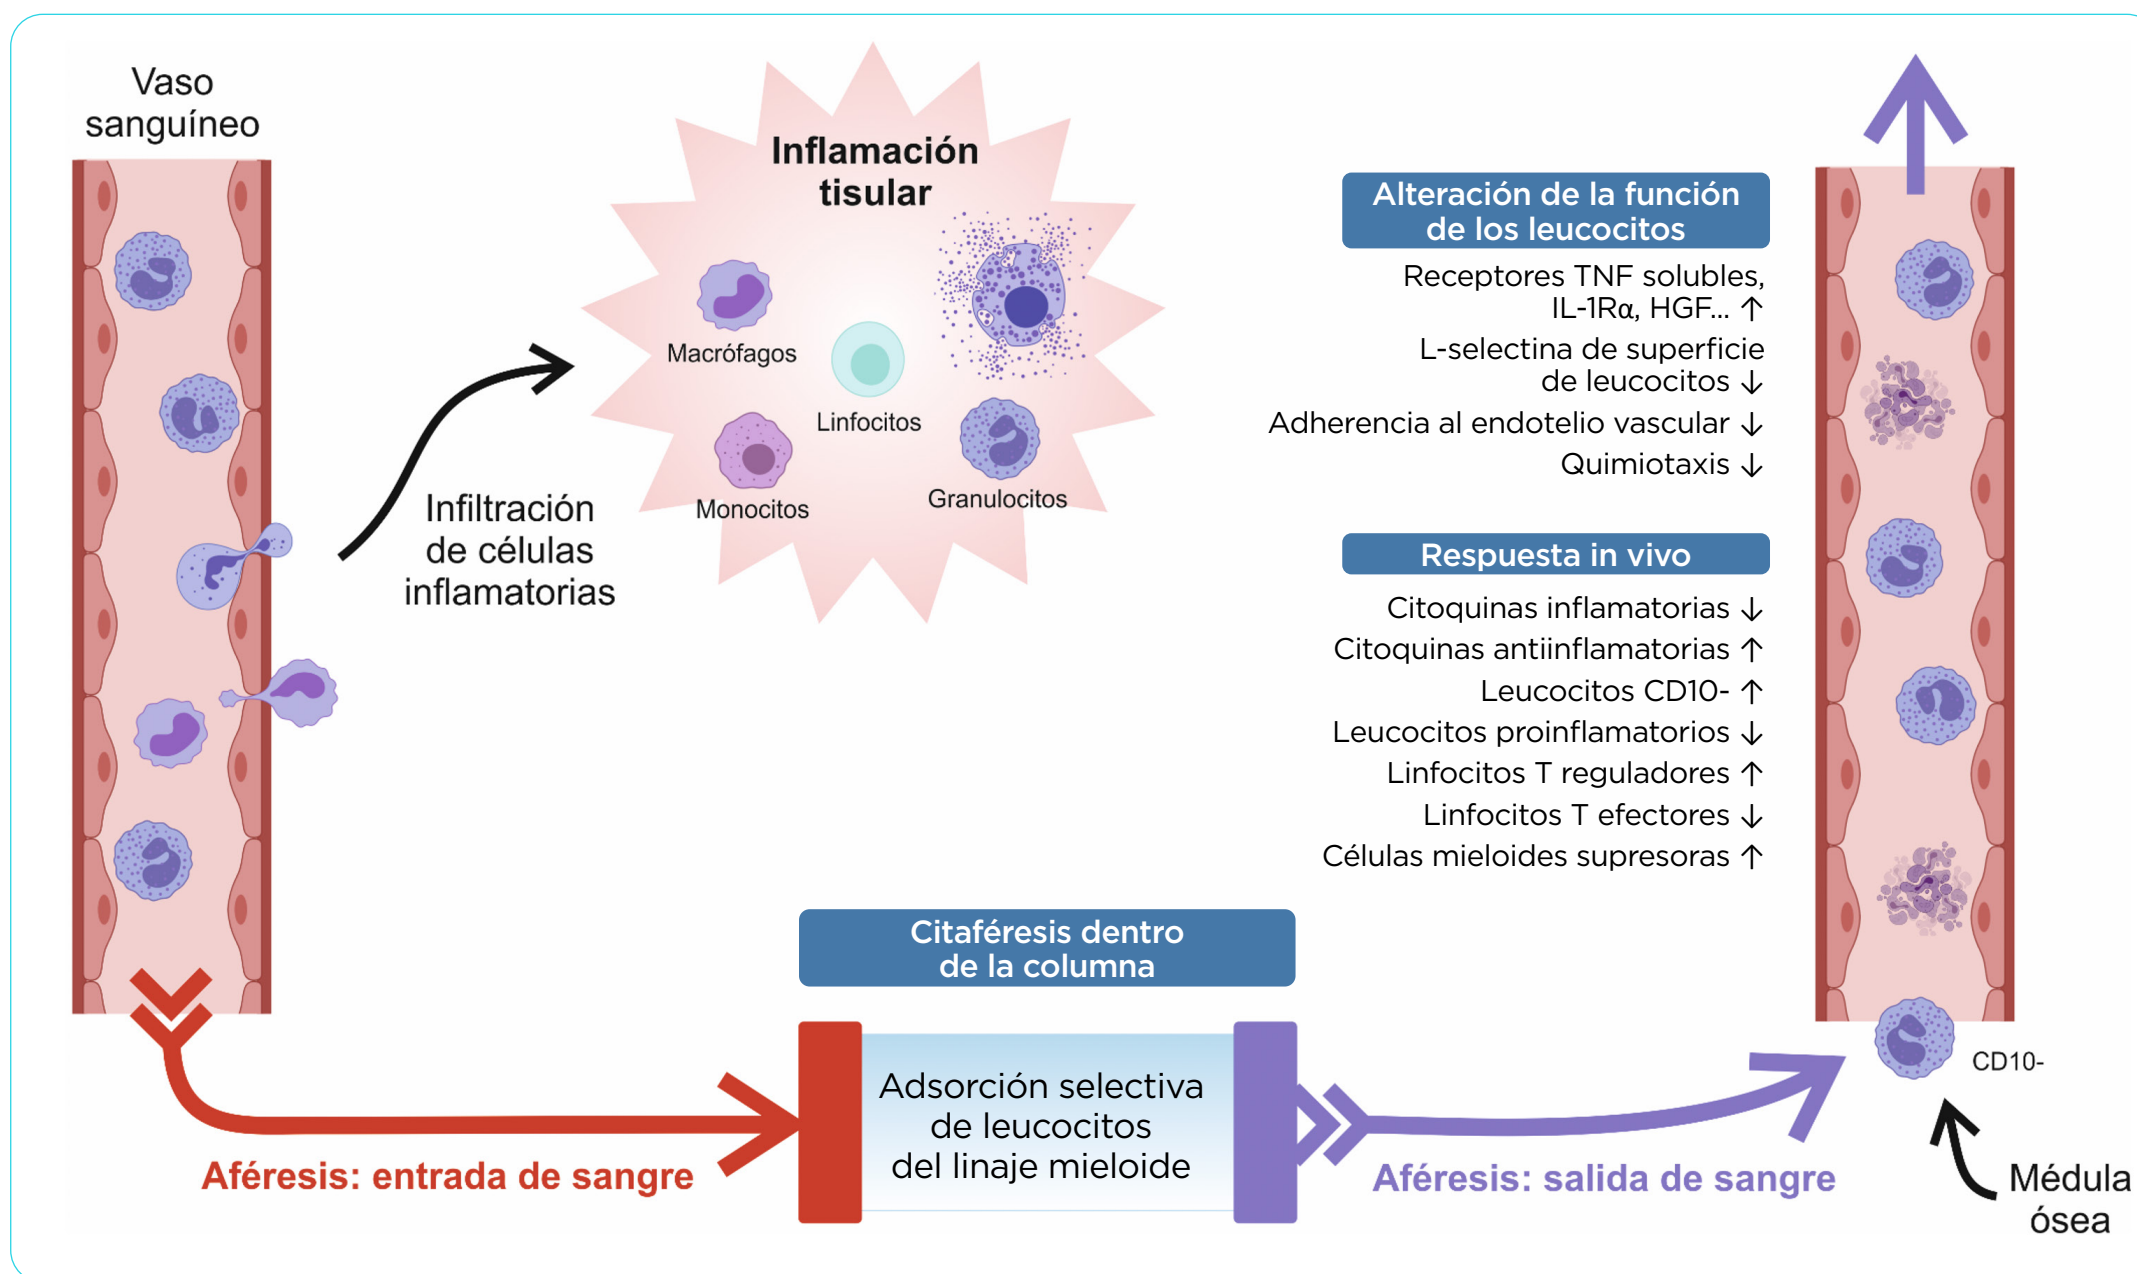 Vaso
sanguíneo
Inflamación
tisular
Macrófagos
Linfocitos
Monocitos
Granulocitos
Infiltración
de células
inflamatorias
Alteración de la función
de los leucocitos
Receptores TNF solubles,
IL-1Rα, HGF... ↑
L-selectina de superficie
de leucocitos ↓
Adherencia al endotelio vascular ↓
Quimiotaxis ↓
Respuesta in vivo
Citoquinas inflamatorias ↓
Citoquinas antiinflamatorias ↑
Leucocitos CD10- ↑
Leucocitos proinflamatorios ↓
Linfocitos T reguladores ↑
Linfocitos T efectores ↓
Células mieloides supresoras ↑
Citaféresis dentro
de la columna
Adsorción selectiva
de leucocitos
del linaje mieloide
Aféresis: entrada de sangre
Aféresis: salida de sangre
CD10-
Médula
ósea